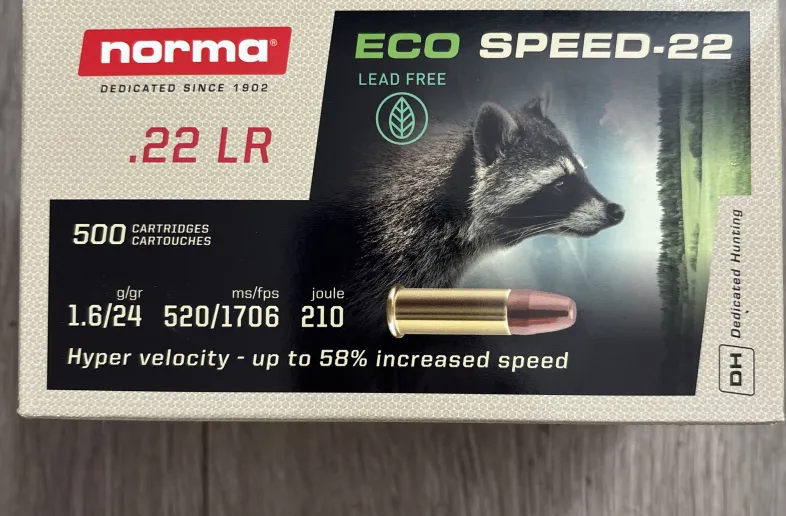 norma®
DEDICATED SINCE 1902
.22 LR
ECO SPEED-22
LEAD FREE
500 CARTRIDGES
CARTOUCHES
g/gr ms/fps joule
1.6/24 520/1706 210
Hyper velocity - up to 58% increased speed
DH Dedicated Hunting